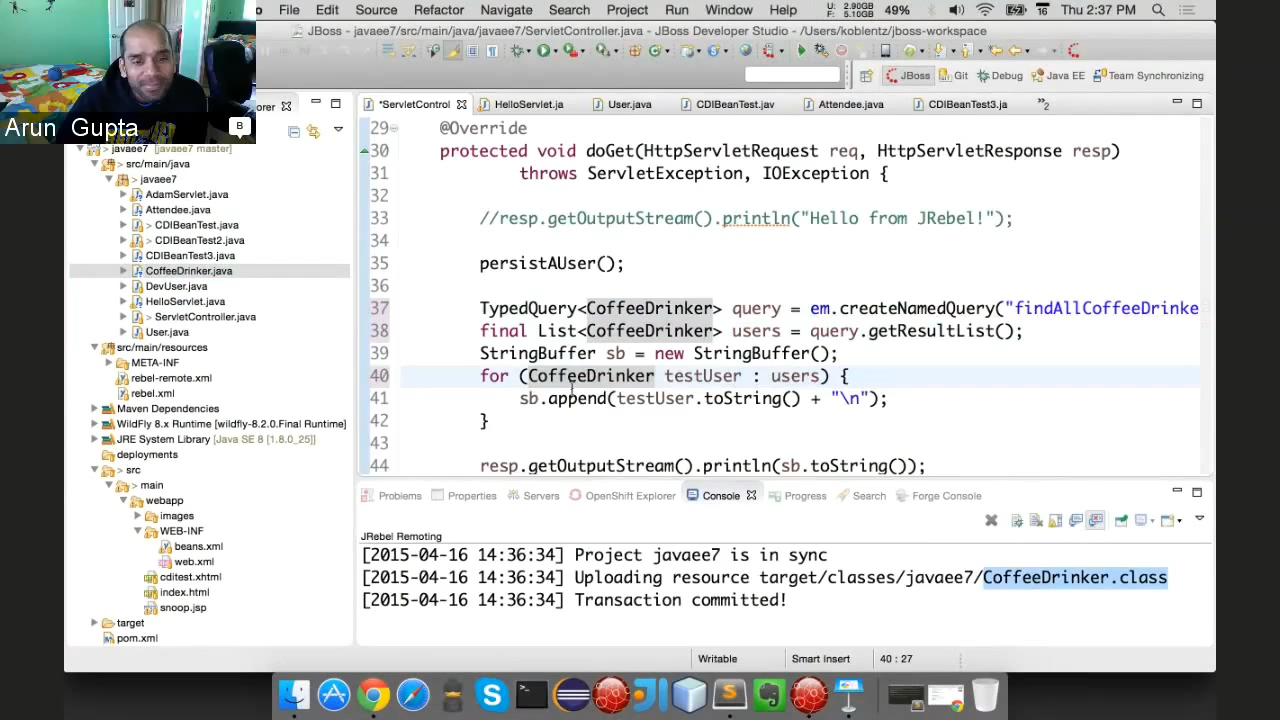 File Edit Source Refactor Navigate Search Project Run Window Help U: 2.90GB F: 5.10GB 49% 16 Thu 2:37 PM
JBoss - javaee7/src/main/java/javaee7/ServletController.java - JBoss Developer Studio - /Users/koblentz/jboss-workspace
JBoss Git Debug Java EE Team Synchronizing
Arun Gupta
B
orer
javaee7 [javaee7 master]
> src/main/java
> javaee7
AdamServlet.java
Attendee.java
> CDIBeanTest.java
> CDIBeanTest2.java
CDIBeanTest3.java
CoffeeDrinker.java
DevUser.java
HelloServlet.java
> ServletController.java
User.java
src/main/resources
META-INF
rebel-remote.xml
rebel.xml
Maven Dependencies
WildFly 8.x Runtime [wildfly-8.2.0.Final Runtime]
JRE System Library [Java SE 8 [1.8.0_25]]
deployments
> src
main
webapp
images
WEB-INF
beans.xml
web.xml
cditest.xhtml
index.html
snoop.jsp
target
pom.xml
*ServletControl HelloServlet.ja User.java CDIBeanTest.jav Attendee.java CDIBeanTest3.ja »2
29 @Override
30 protected void doGet(HttpServletRequest req, HttpServletResponse resp)
31 throws ServletException, IOException {
32
33 //resp.getOutputStream().println("Hello from JRebel!");
34
35 persistAUser();
36
37 TypedQuery<CoffeeDrinker> query = em.createNamedQuery("findAllCoffeeDrinke
38 final List<CoffeeDrinker> users = query.getResultList();
39 StringBuffer sb = new StringBuffer();
40 for (CoffeeDrinker testUser : users) {
41 sb.append(testUser.toString() + "\n");
42 }
43
44 resp.getOutputStream().println(sb.toString());
Problems Properties Servers OpenShift Explorer Console Progress Search Forge Console
JRebel Remoting
[2015-04-16 14:36:34] Project javaee7 is in sync
[2015-04-16 14:36:34] Uploading resource target/classes/javaee7/CoffeeDrinker.class
[2015-04-16 14:36:34] Transaction committed!
Writable Smart Insert 40 : 27